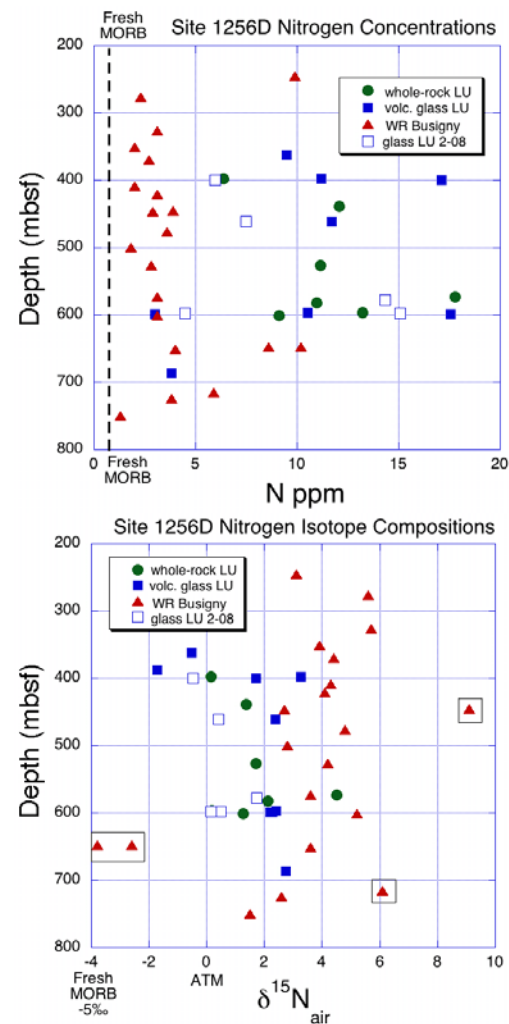 Fresh
MORB
Site 1256D Nitrogen Concentrations
200
300
400
500
600
700
800
Depth (mbsf)
whole-rock LU
volc. glass LU
WR Busigny
glass LU 2-08
0
Fresh
MORB
5
10
15
20
N ppm
Site 1256D Nitrogen Isotope Compositions
200
300
400
500
600
700
800
Depth (mbsf)
whole-rock LU
volc. glass LU
WR Busigny
glass LU 2-08
-4
-2
0
2
4
6
8
10
Fresh
MORB
-5‰
ATM
δ15Nair